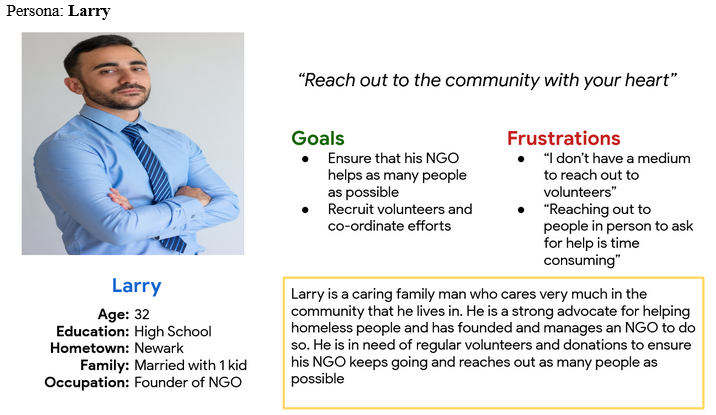 Persona: Larry
“Reach out to the community with your heart”
Goals
● Ensure that his NGO
helps as many people
as possible
● Recruit volunteers and
co-ordinate efforts
Frustrations
● “I don’t have a medium
to reach out to
volunteers”
● “Reaching out to
people in person to ask
for help is time
consuming”
Larry
Age: 32
Education: High School
Hometown: Newark
Family: Married with 1 kid
Occupation: Founder of NGO
Larry is a caring family man who cares very much in the
community that he lives in. He is a strong advocate for helping
homeless people and has founded and manages an NGO to do
so. He is in need of regular volunteers and donations to ensure
his NGO keeps going and reaches out as many people as
possible